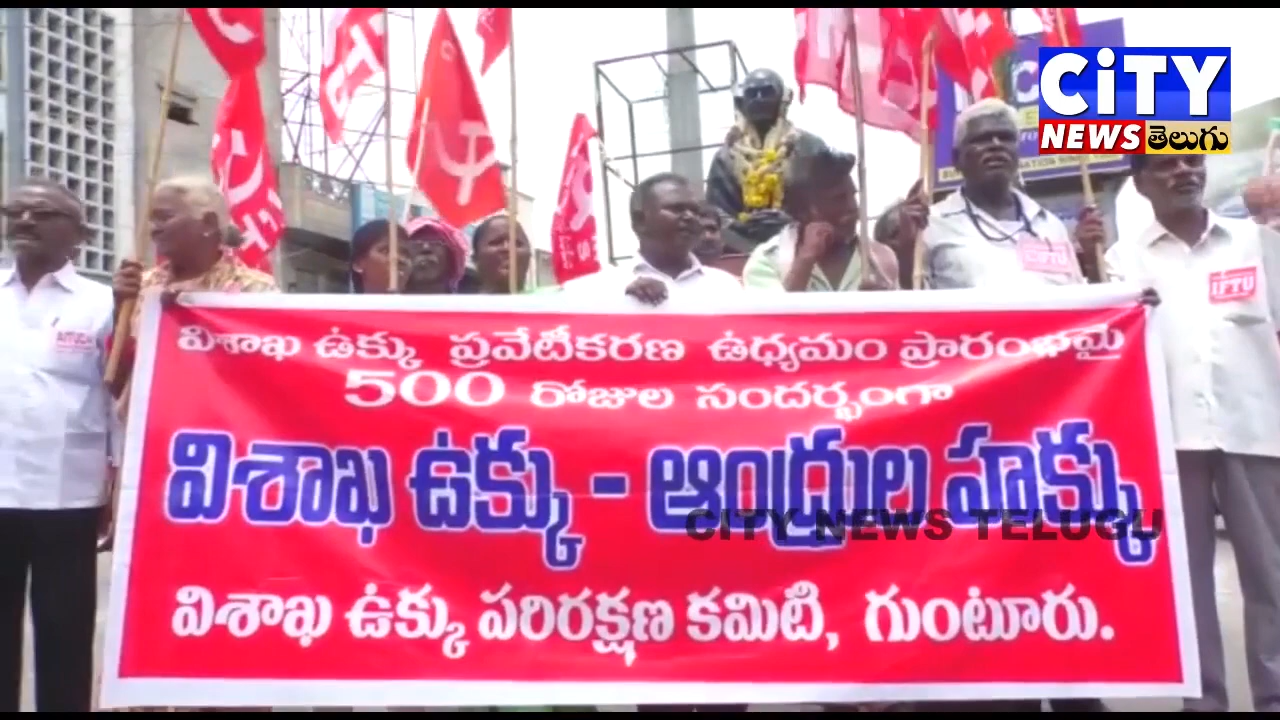 CiTY
NEWS తెలుగు
IFTU
విశాఖ ఉక్కు ప్రవేటీకరణ ఉధ్యమం ప్రారంభమై
500 రోజుల సందర్భంగా
విశాఖ ఉక్కు - ఆంధ్రుల హక్కు
CITY NEWS TELUGU
విశాఖ ఉక్కు పరిరక్షణ కమిటి, గుంటూరు.